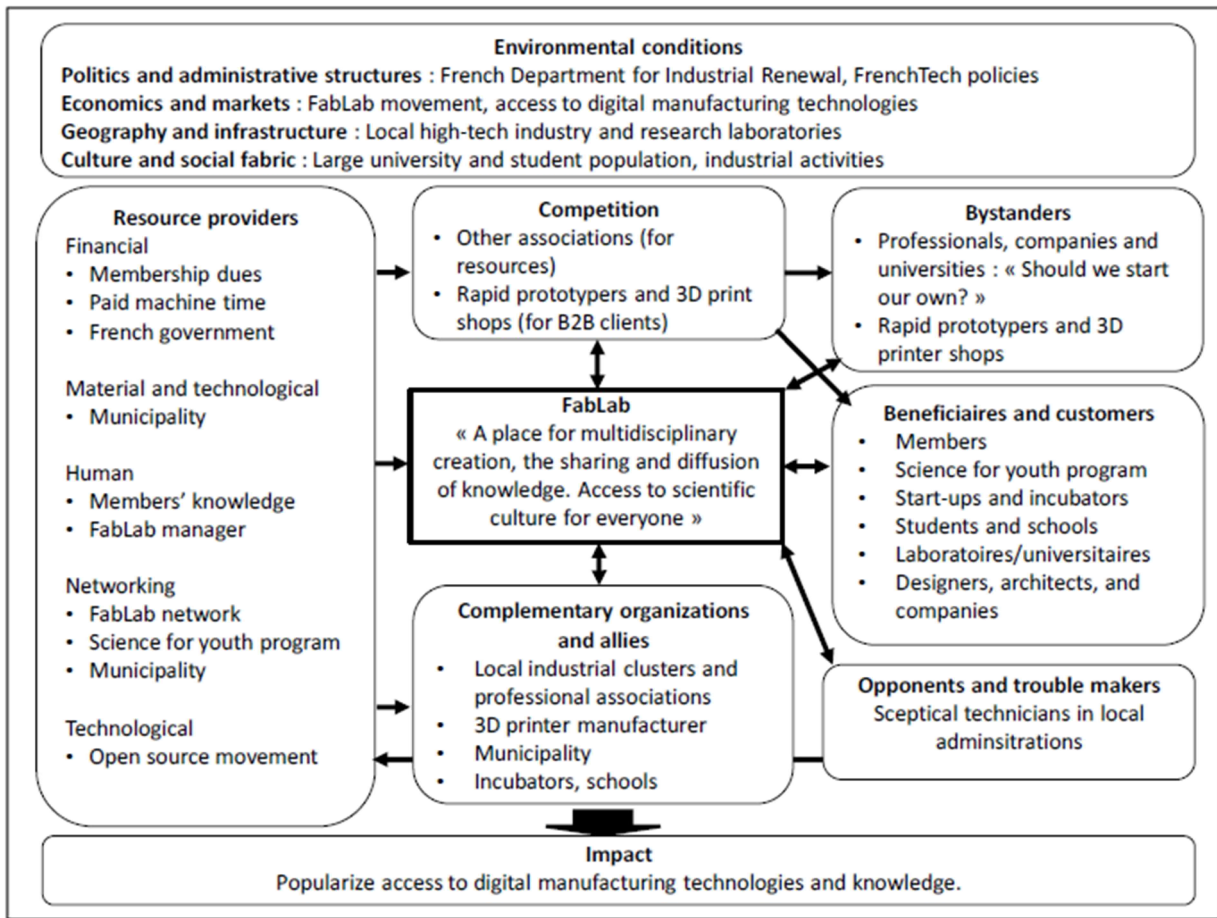 Environmental conditions
Politics and administrative structures : French Department for Industrial Renewal, FrenchTech policies
Economics and markets : FabLab movement, access to digital manufacturing technologies
Geography and infrastructure : Local high-tech industry and research laboratories
Culture and social fabric : Large university and student population, industrial activities
Resource providers
Financial
• Membership dues
• Paid machine time
• French government
Material and technological
• Municipality
Human
• Members’ knowledge
• FabLab manager
Networking
• FabLab network
• Science for youth program
• Municipality
Technological
• Open source movement
Competition
• Other associations (for
resources)
• Rapid prototypers and 3D print
shops (for B2B clients)
FabLab
« A place for multidisciplinary
creation, the sharing and diffusion
of knowledge. Access to scientific
culture for everyone »
Complementary organizations
and allies
• Local industrial clusters and
professional associations
• 3D printer manufacturer
• Municipality
• Incubators, schools
Bystanders
• Professionals, companies and
universities : « Should we start
our own? »
• Rapid prototypers and 3D
printer shops
Beneficiaires and customers
• Members
• Science for youth program
• Start-ups and incubators
• Students and schools
• Laboratoires/universitaires
• Designers, architects, and
companies
Opponents and trouble makers
Sceptical technicians in local
adminsitrations
Impact
Popularize access to digital manufacturing technologies and knowledge.